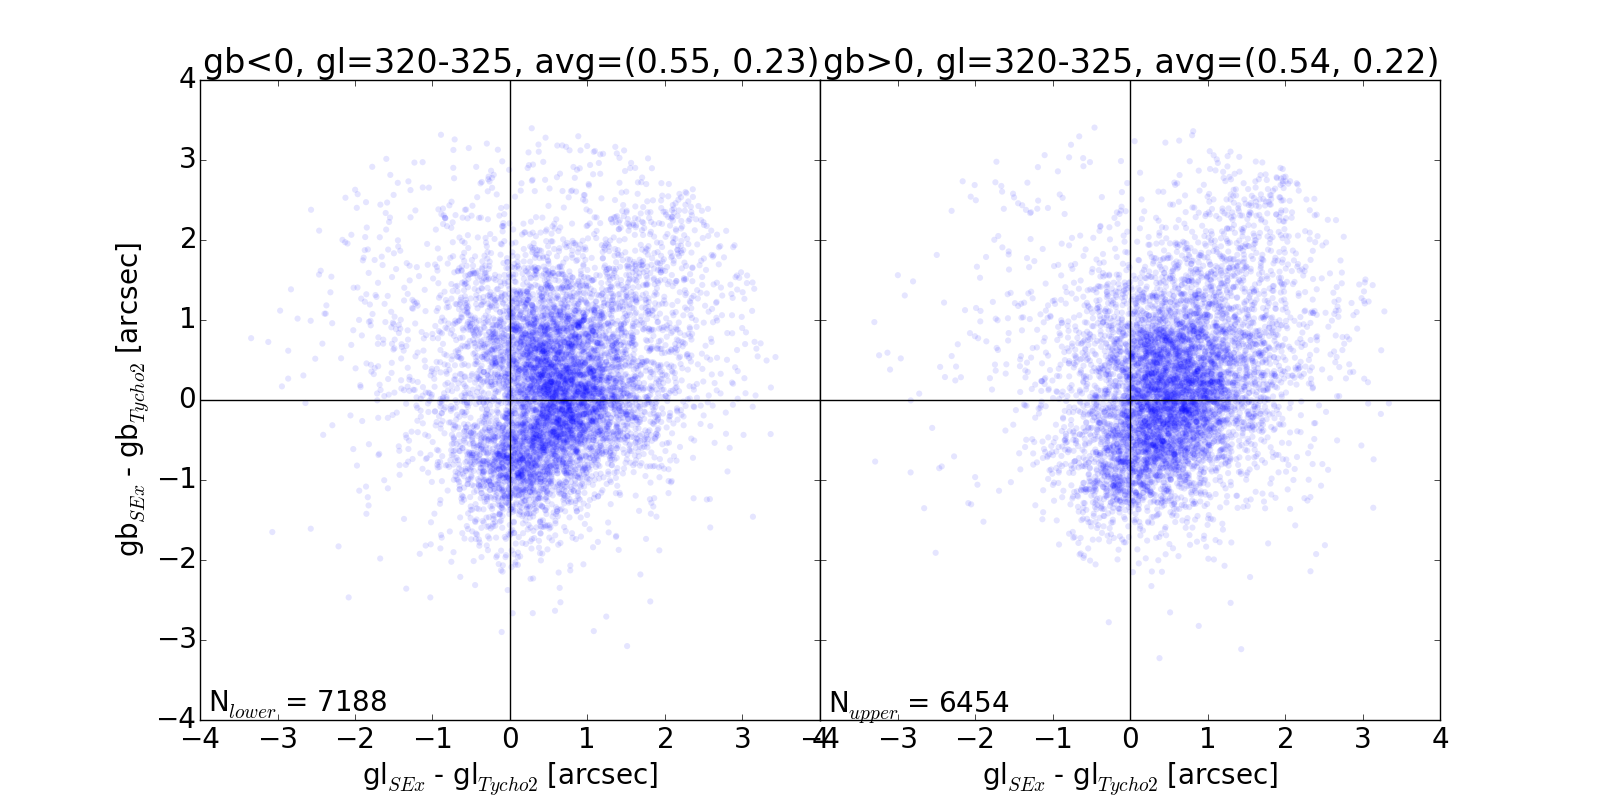 gb<0, gl=320-325, avg=(0.55, 0.23)
gb>0, gl=320-325, avg=(0.54, 0.22)
4
3
2
1
0
−1
−2
−3
−4
gb_SEx - gb_Tycho2 [arcsec]
N_lower = 7188
N_upper = 6454
−4 −3 −2 −1 0 1 2 3 4
−4 −3 −2 −1 0 1 2 3 4
gl_SEx - gl_Tycho2 [arcsec]
gl_SEx - gl_Tycho2 [arcsec]